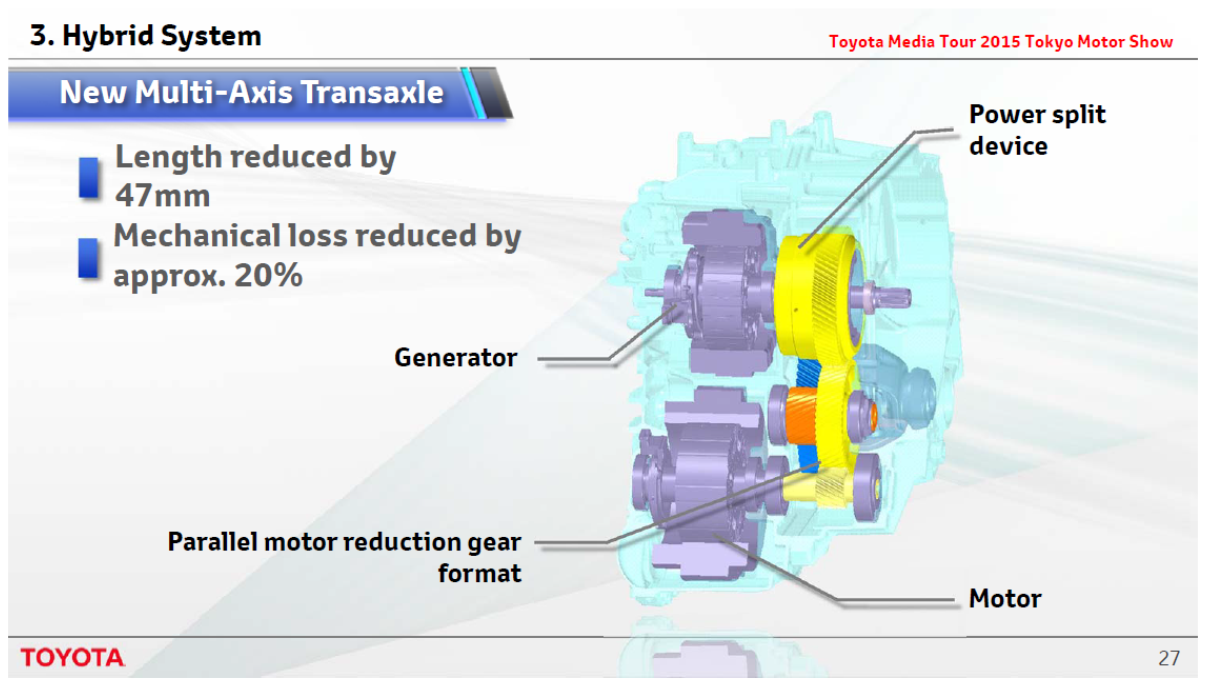 3. Hybrid System
Toyota Media Tour 2015 Tokyo Motor Show
New Multi-Axis Transaxle
Length reduced by
47mm
Mechanical loss reduced by
approx. 20%
Power split
device
Generator
Parallel motor reduction gear
format
Motor
TOYOTA
27